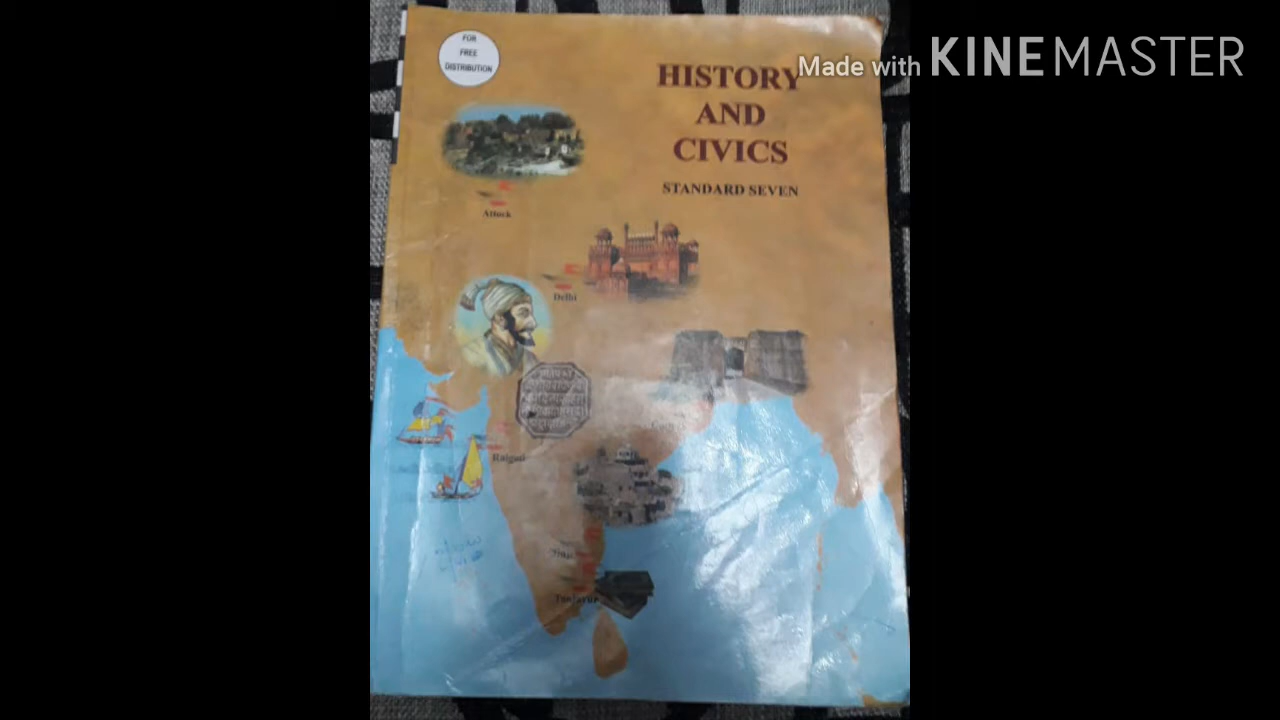 FOR
FREE
DISTRIBUTION
Made with KINEMASTER
HISTORY
AND
CIVICS
STANDARD SEVEN
Attock
Delhi
Raigad
Tanjavur